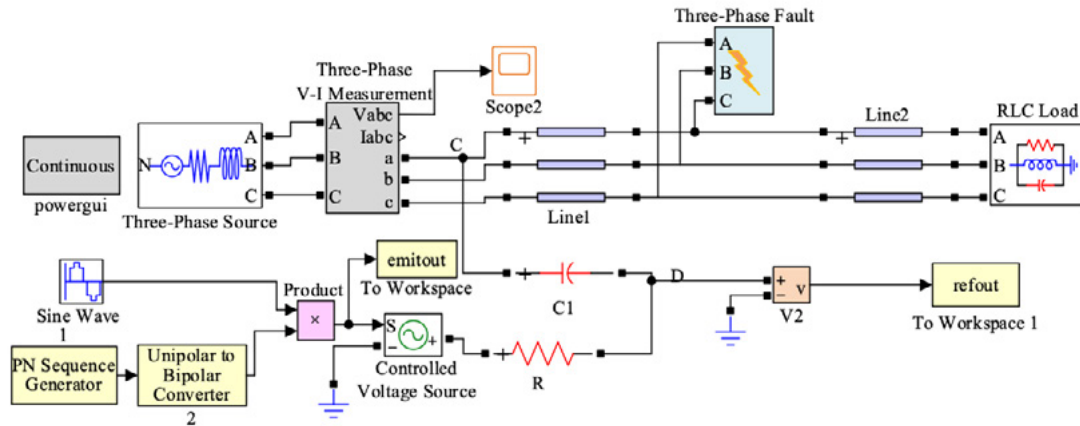 Three-Phase Fault
A
B
C
Three-Phase
V-I Measurement
Scope2
Vabc
Iabc
A
B
C
a
b
c
C
+
Line1
+
Line2
RLC Load
A
B
C
Continuous
powergui
N
A
B
C
Three-Phase Source
emitout
To Workspace
Sine Wave
1
Product
×
PN Sequence
Generator
Unipolar to
Bipolar
Converter
2
S
−
+
Controlled
Voltage Source
+
C1
+
R
D
+
−
v
V2
refout
To Workspace 1